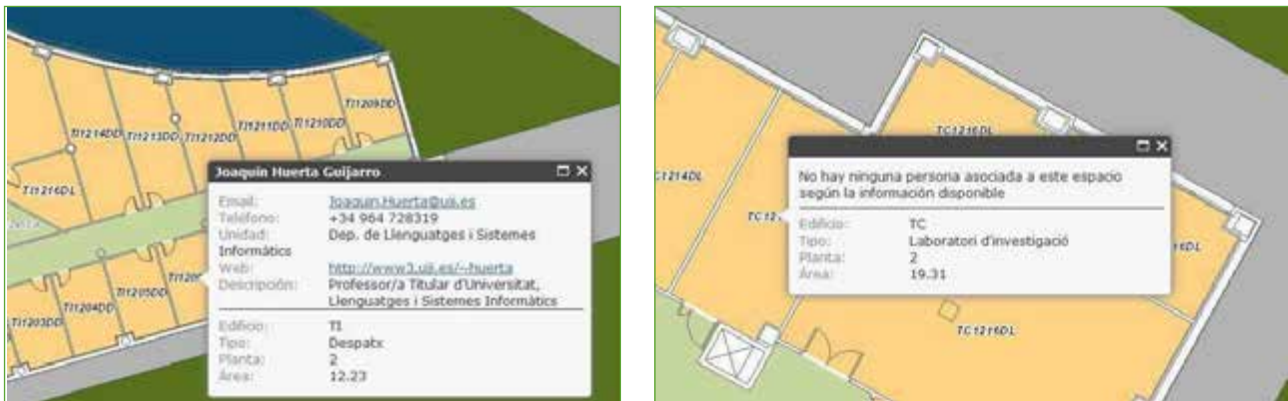 TI1209DD
TI1210DD
TI1211DD
TI1212DD
TI1213DD
TI1214DD
TI1216DL
Joaquín Huerta Guijarro
Email: Joaquin.Huerta@uji.es
Teléfono: +34 964 728319
Unidad: Dep. de Llenguatges i Sistemes
Informàtics
Web: http://www3.uji.es/~huerta
Descripción: Professor/a Titular d'Universitat,
Llenguatges i Sistemes Informàtics
Edificio: TI
Tipo: Despatx
Planta: 2
Área: 12.23
TI1205DD
TI1204DD
TI1203DD
TC1216DL
No hay ninguna persona asociada a este espacio
según la información disponible
Edificio: TC
Tipo: Laboratori d'investigació
Planta: 2
Área: 19.31
TC1216DL